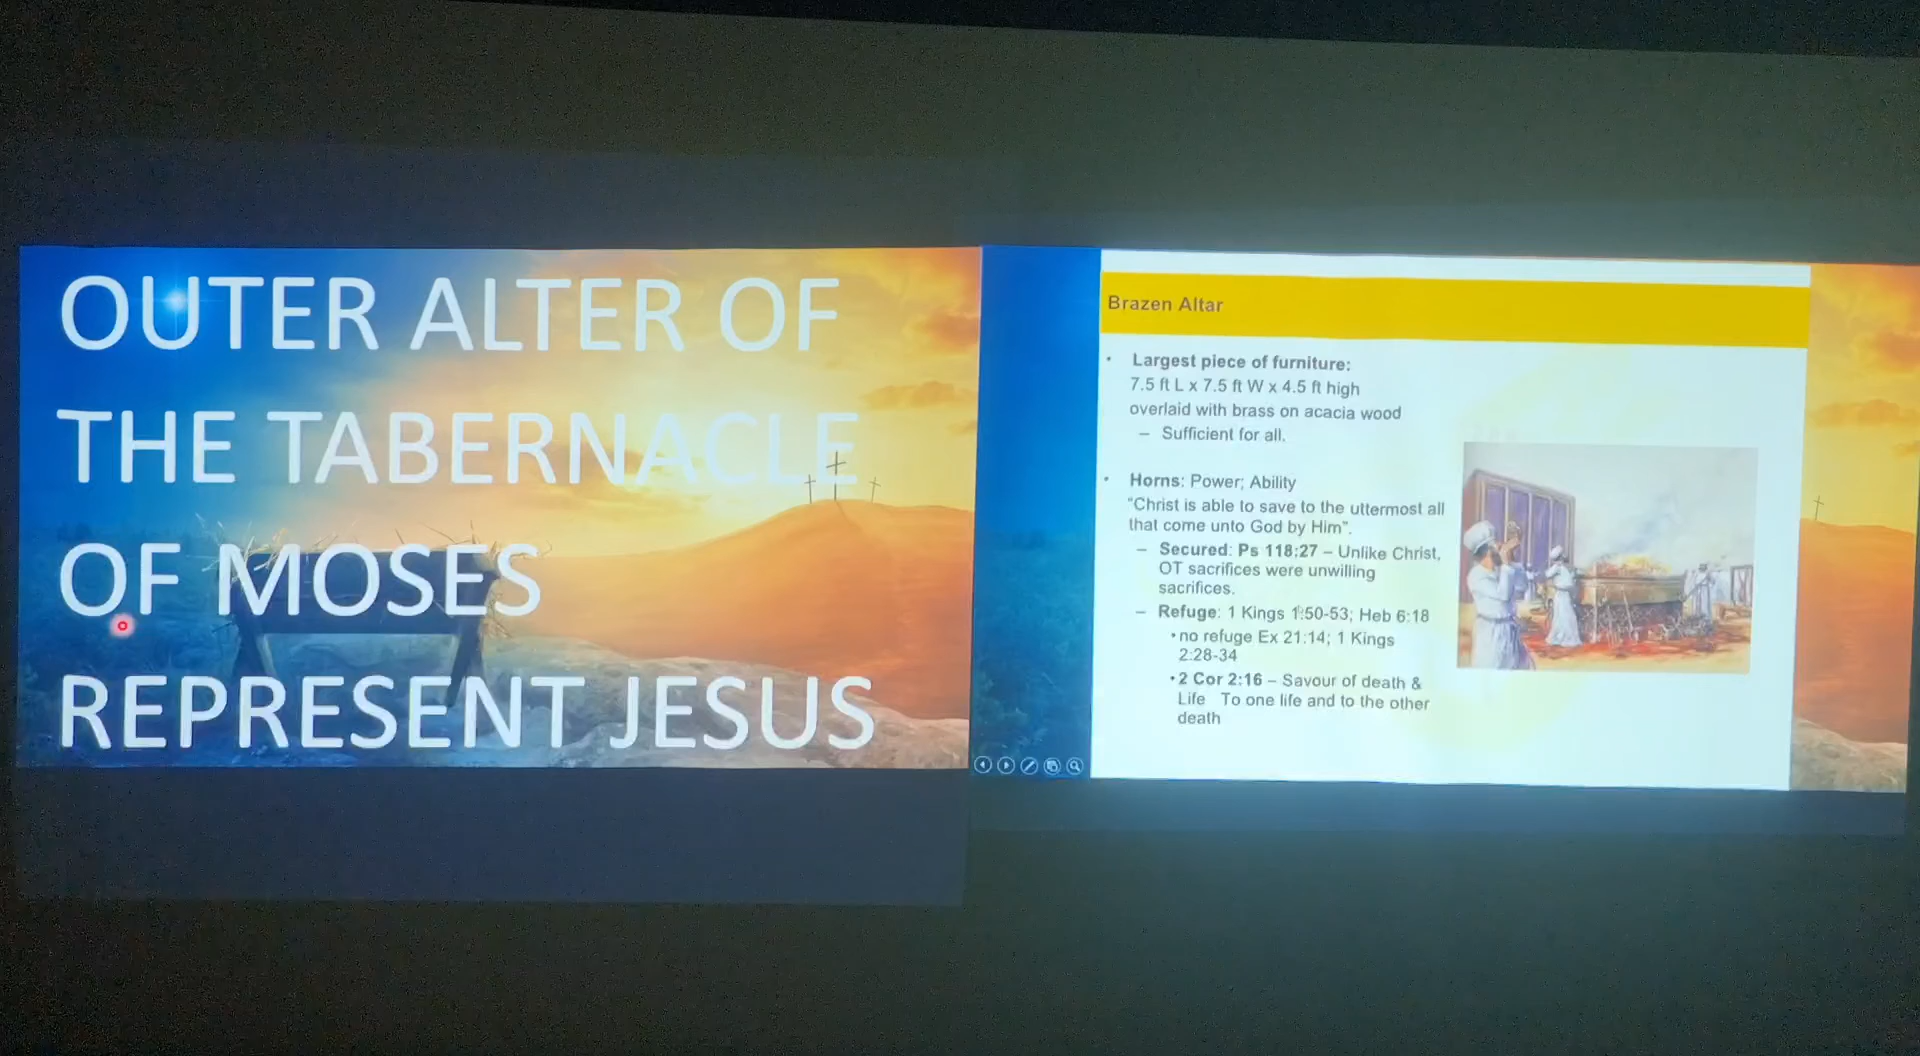 OUTER ALTER OF
THE TABERNACLE
OF MOSES
REPRESENT JESUS
Brazen Altar
• Largest piece of furniture:
7.5 ft L x 7.5 ft W x 4.5 ft high
overlaid with brass on acacia wood
– Sufficient for all.
• Horns: Power; Ability
“Christ is able to save to the uttermost all
that come unto God by Him”.
– Secured: Ps 118:27 – Unlike Christ,
OT sacrifices were unwilling
sacrifices.
– Refuge: 1 Kings 1:50-53; Heb 6:18
• no refuge Ex 21:14; 1 Kings
2:28-34
• 2 Cor 2:16 – Savour of death &
Life To one life and to the other
death